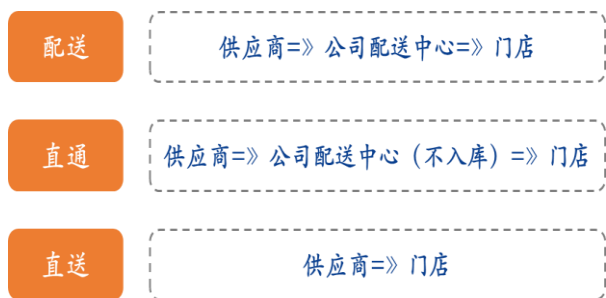 配送
供应商=》公司配送中心=》门店
直通
供应商=》公司配送中心（不入库）=》门店
直送
供应商=》门店